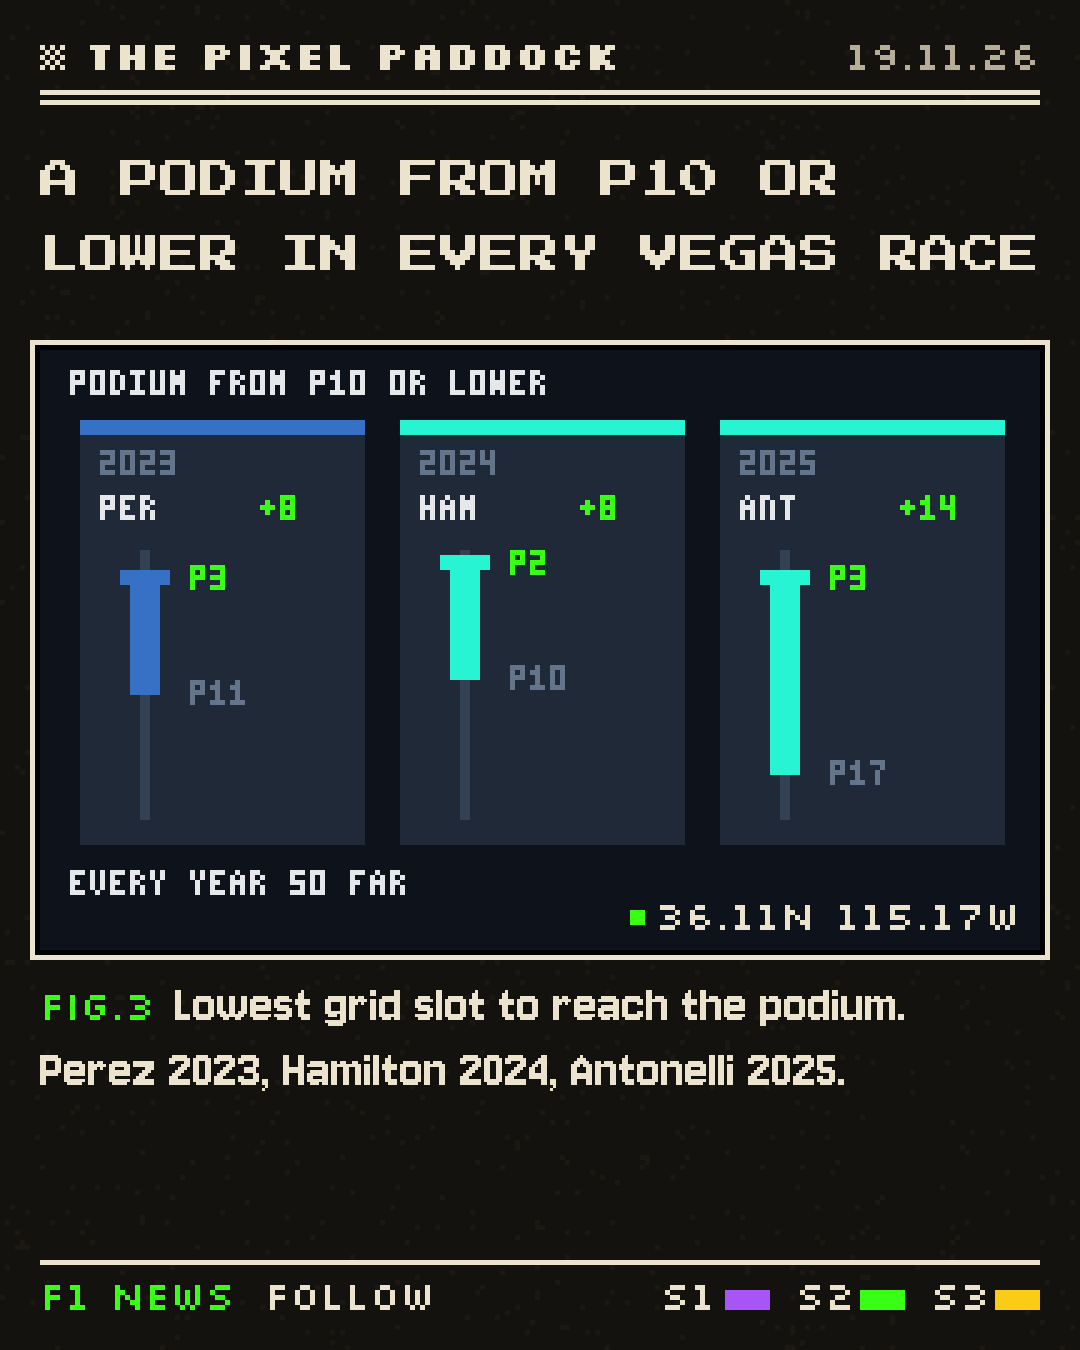 THE PIXEL PADDOCK 19.11.26
A PODIUM FROM P10 OR
LOWER IN EVERY VEGAS RACE
PODIUM FROM P10 OR LOWER
2023 2024 2025
PER +8 HAM +8 ANT +14
P3 P2 P3
P11 P10 P17
EVERY YEAR SO FAR
36.11N 115.17W
FIG.3 Lowest grid slot to reach the podium.
Perez 2023, Hamilton 2024, Antonelli 2025.
F1 NEWS FOLLOW S1 S2 S3